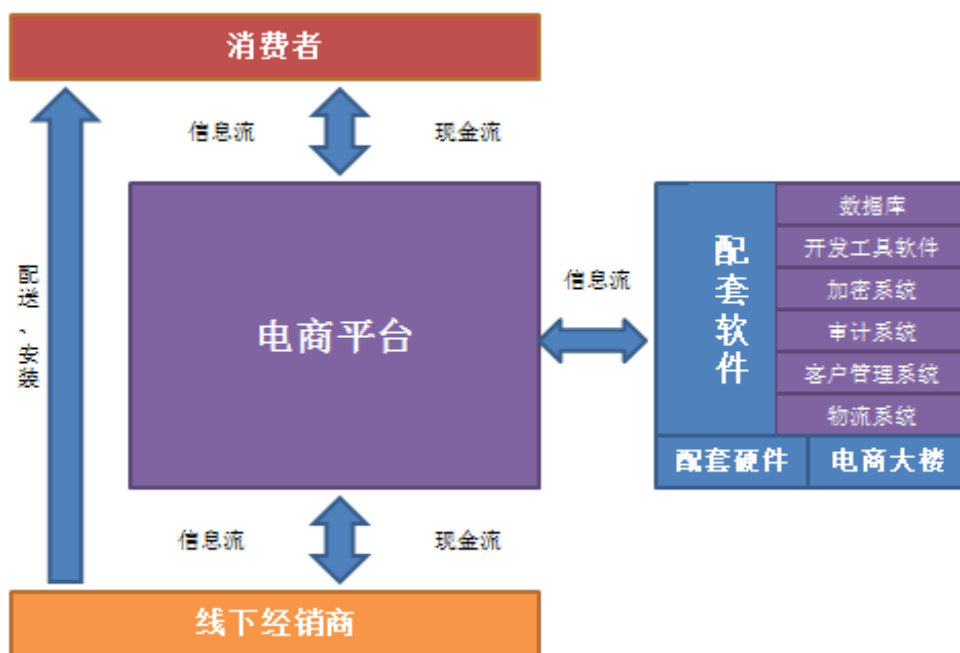 消费者
信息流
现金流
配送、安装
电商平台
信息流
配套软件
数据库
开发工具软件
加密系统
审计系统
客户管理系统
物流系统
配套硬件
电商大楼
信息流
现金流
线下经销商